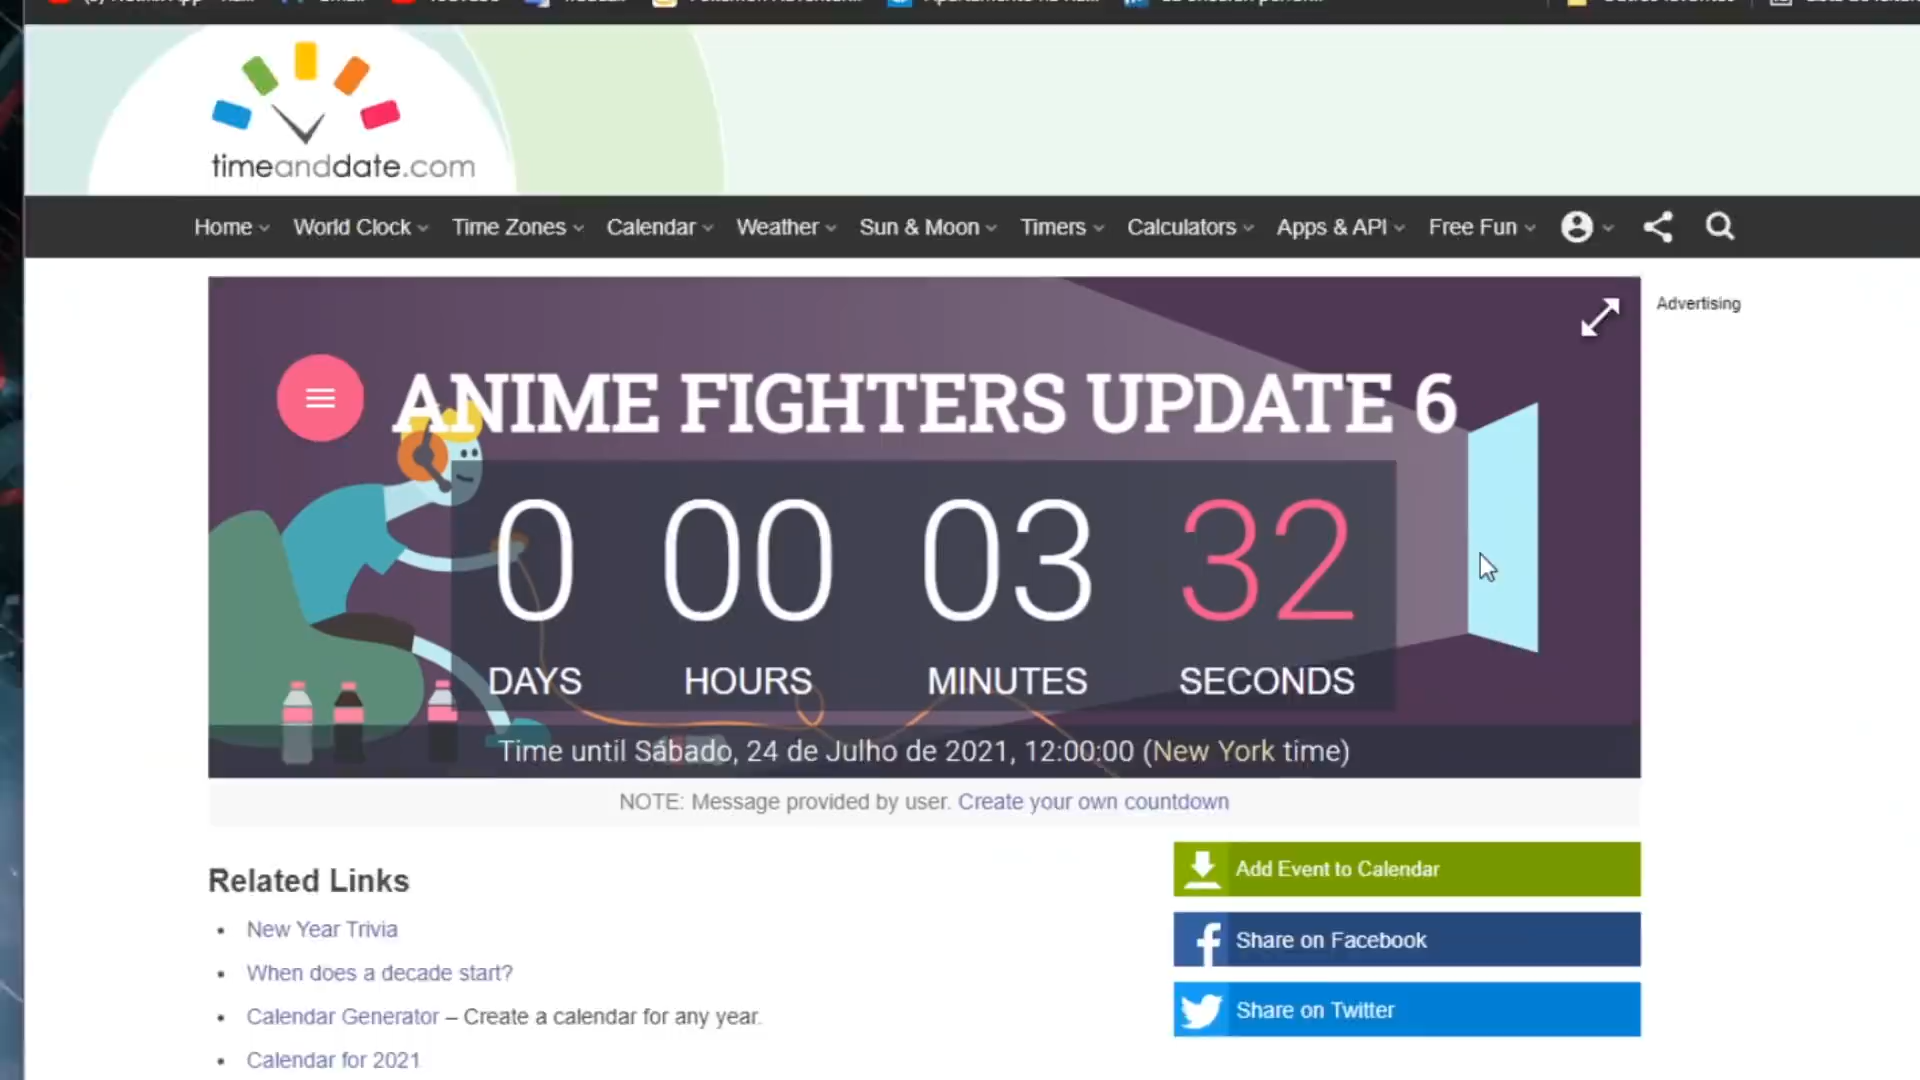 YouTube
timeanddate.com
Home World Clock Time Zones Calendar Weather Sun & Moon Timers Calculators Apps & API Free Fun
Advertising
ANIME FIGHTERS UPDATE 6
0 00 03 32
DAYS HOURS MINUTES SECONDS
Time until Sábado, 24 de Julho de 2021, 12:00:00 (New York time)
NOTE: Message provided by user. Create your own countdown
Related Links
New Year Trivia
When does a decade start?
Calendar Generator – Create a calendar for any year.
Calendar for 2021
Add Event to Calendar
Share on Facebook
Share on Twitter